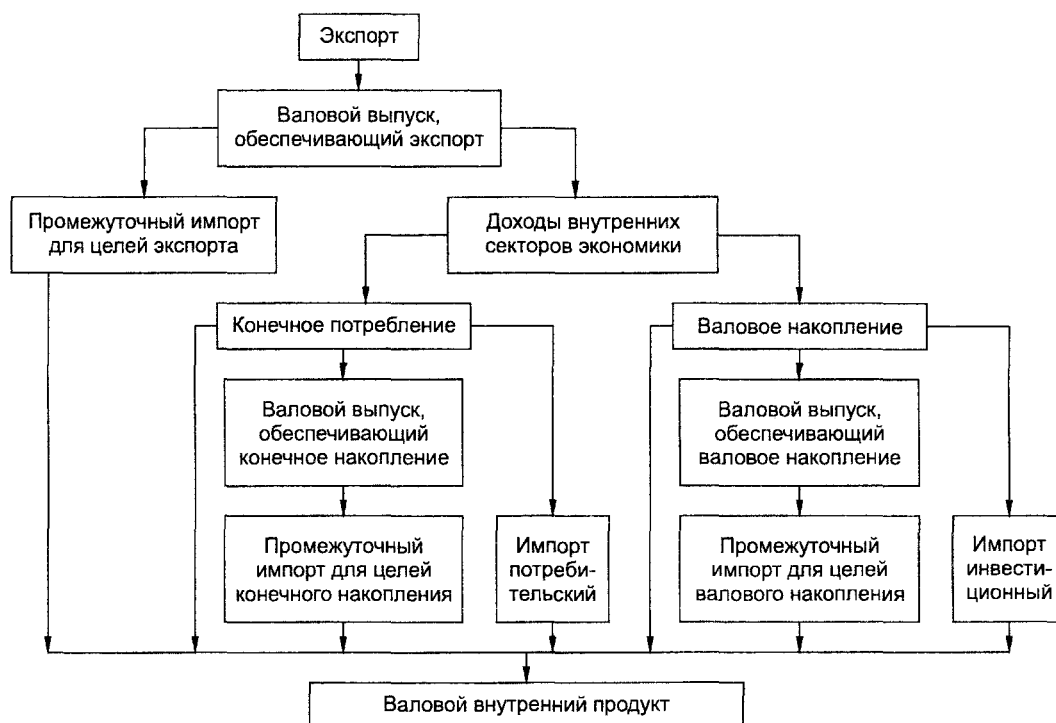 Экспорт
Валовой выпуск,
обеспечивающий экспорт
Промежуточный импорт
для целей экспорта
Доходы внутренних
секторов экономики
Конечное потребление
Валовое накопление
Валовой выпуск,
обеспечивающий
конечное накопление
Валовой выпуск,
обеспечивающий
валовое накопление
Промежуточный
импорт для целей
конечного накопления
Импорт
потреби-
тельский
Промежуточный
импорт для целей
валового накопления
Импорт
инвести-
ционный
Валовой внутренний продукт